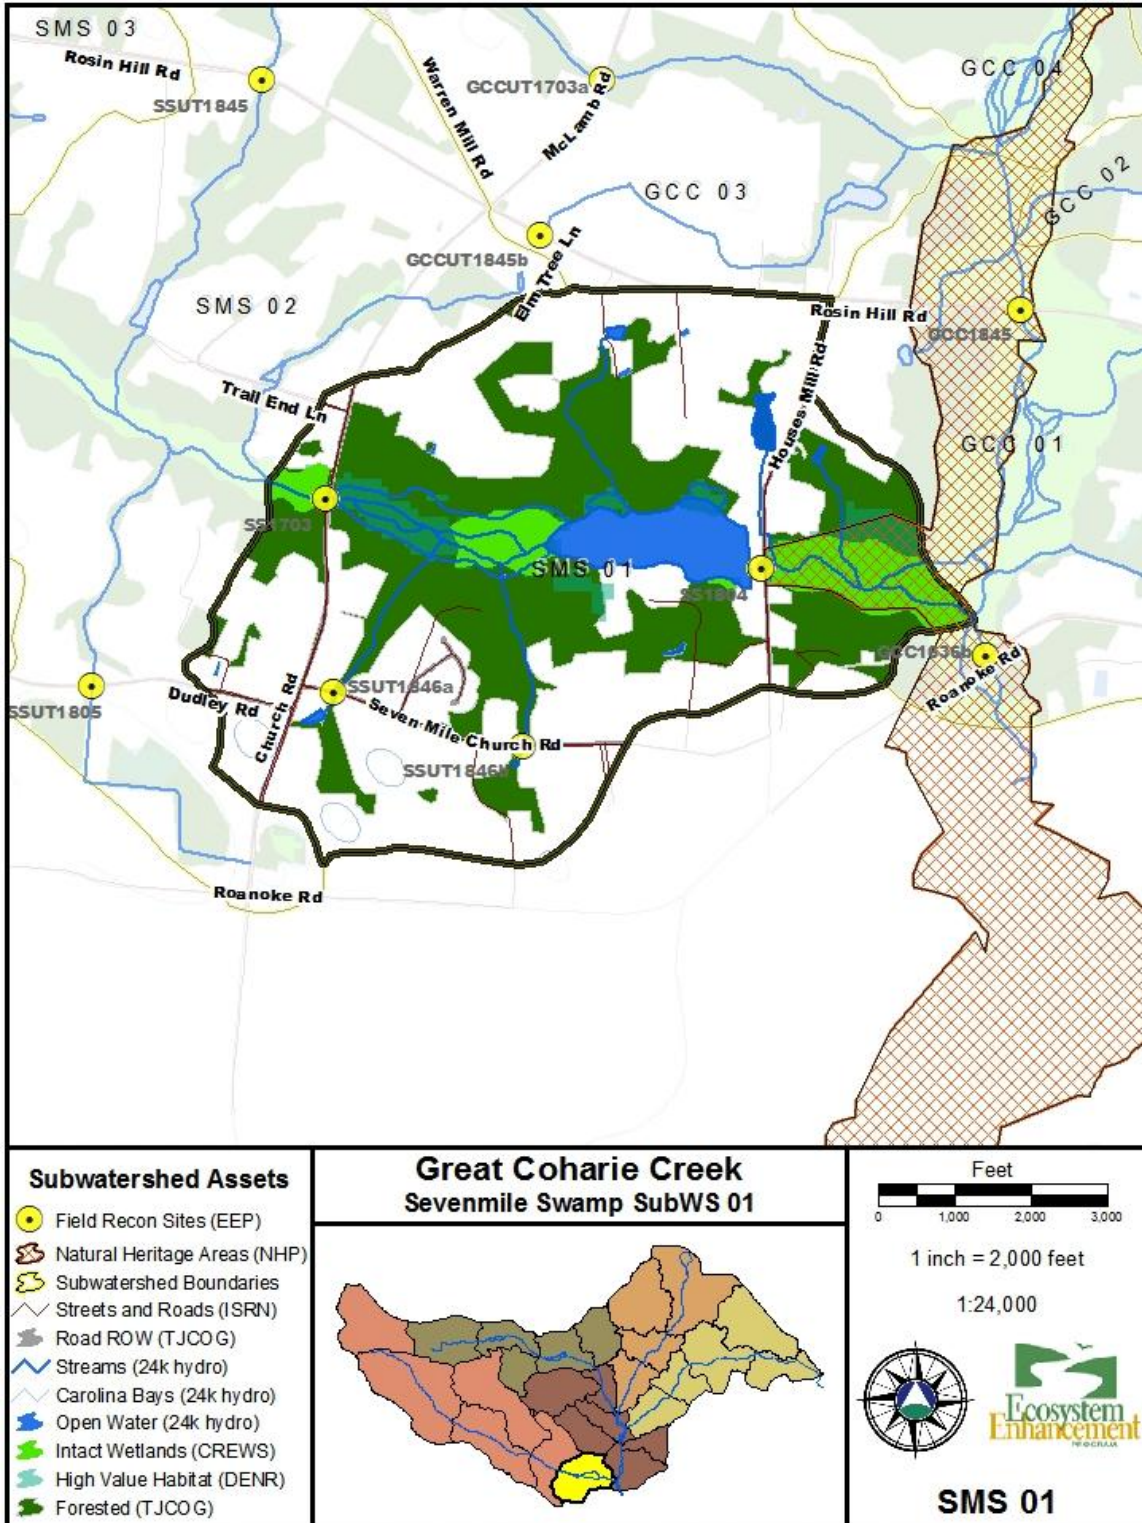 SMS 03
Rosin Hill Rd
SSUT1845
Warren Mill Rd
GCCUT1703a
McLamb Rd
GCC 04
GCC 03
GCC 02
GCCUT1845b
Elm Tree Ln
SMS 02
Rosin Hill Rd
GCC1845
Trail End Ln
Houses Mill Rd
GCC 01
SS1703
SMS 01
SS1804
GCC1636b
Roanoke Rd
SSUT1805
Dudley Rd
Church Rd
SSUT1846a
Seven Mile Church Rd
SSUT1846b
Roanoke Rd
Subwatershed Assets
Field Recon Sites (EEP)
Natural Heritage Areas (NHP)
Subwatershed Boundaries
Streets and Roads (ISRN)
Road ROW (TJCOG)
Streams (24k hydro)
Carolina Bays (24k hydro)
Open Water (24k hydro)
Intact Wetlands (CREWS)
High Value Habitat (DENR)
Forested (TJCOG)
Great Coharie Creek
Sevenmile Swamp SubWS 01
Feet
0 1,000 2,000 3,000
1 inch = 2,000 feet
1:24,000
Ecosystem
Enhancement
PROGRAM
SMS 01